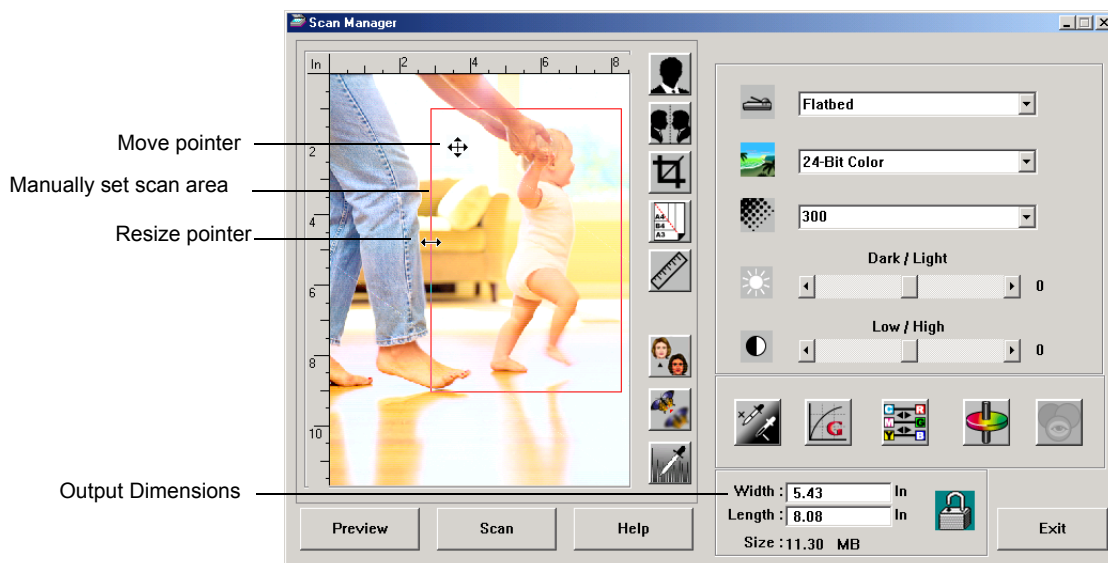 Scan Manager
In 2 4 6 8
2
4
6
8
10
Move pointer
Manually set scan area
Resize pointer
Output Dimensions
A4
B4
A3
Flatbed
24-Bit Color
300
Dark / Light
0
Low / High
0
G
C R
M G
Y B
Width : 5.43 In
Length : 8.08 In
Size : 11.30 MB
Preview Scan Help Exit